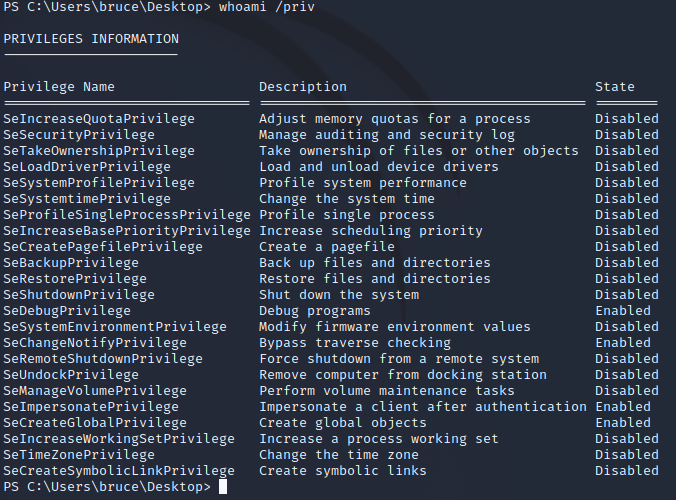 PS C:\Users\bruce\Desktop> whoami /priv
PRIVILEGES INFORMATION
Privilege Name Description State
SeIncreaseQuotaPrivilege Adjust memory quotas for a process Disabled
SeSecurityPrivilege Manage auditing and security log Disabled
SeTakeOwnershipPrivilege Take ownership of files or other objects Disabled
SeLoadDriverPrivilege Load and unload device drivers Disabled
SeSystemProfilePrivilege Profile system performance Disabled
SeSystemtimePrivilege Change the system time Disabled
SeProfileSingleProcessPrivilege Profile single process Disabled
SeIncreaseBasePriorityPrivilege Increase scheduling priority Disabled
SeCreatePagefilePrivilege Create a pagefile Disabled
SeBackupPrivilege Back up files and directories Disabled
SeRestorePrivilege Restore files and directories Disabled
SeShutdownPrivilege Shut down the system Disabled
SeDebugPrivilege Debug programs Enabled
SeSystemEnvironmentPrivilege Modify firmware environment values Disabled
SeChangeNotifyPrivilege Bypass traverse checking Enabled
SeRemoteShutdownPrivilege Force shutdown from a remote system Disabled
SeUndockPrivilege Remove computer from docking station Disabled
SeManageVolumePrivilege Perform volume maintenance tasks Disabled
SeImpersonatePrivilege Impersonate a client after authentication Enabled
SeCreateGlobalPrivilege Create global objects Enabled
SeIncreaseWorkingSetPrivilege Increase a process working set Disabled
SeTimeZonePrivilege Change the time zone Disabled
SeCreateSymbolicLinkPrivilege Create symbolic links Disabled
PS C:\Users\bruce\Desktop>